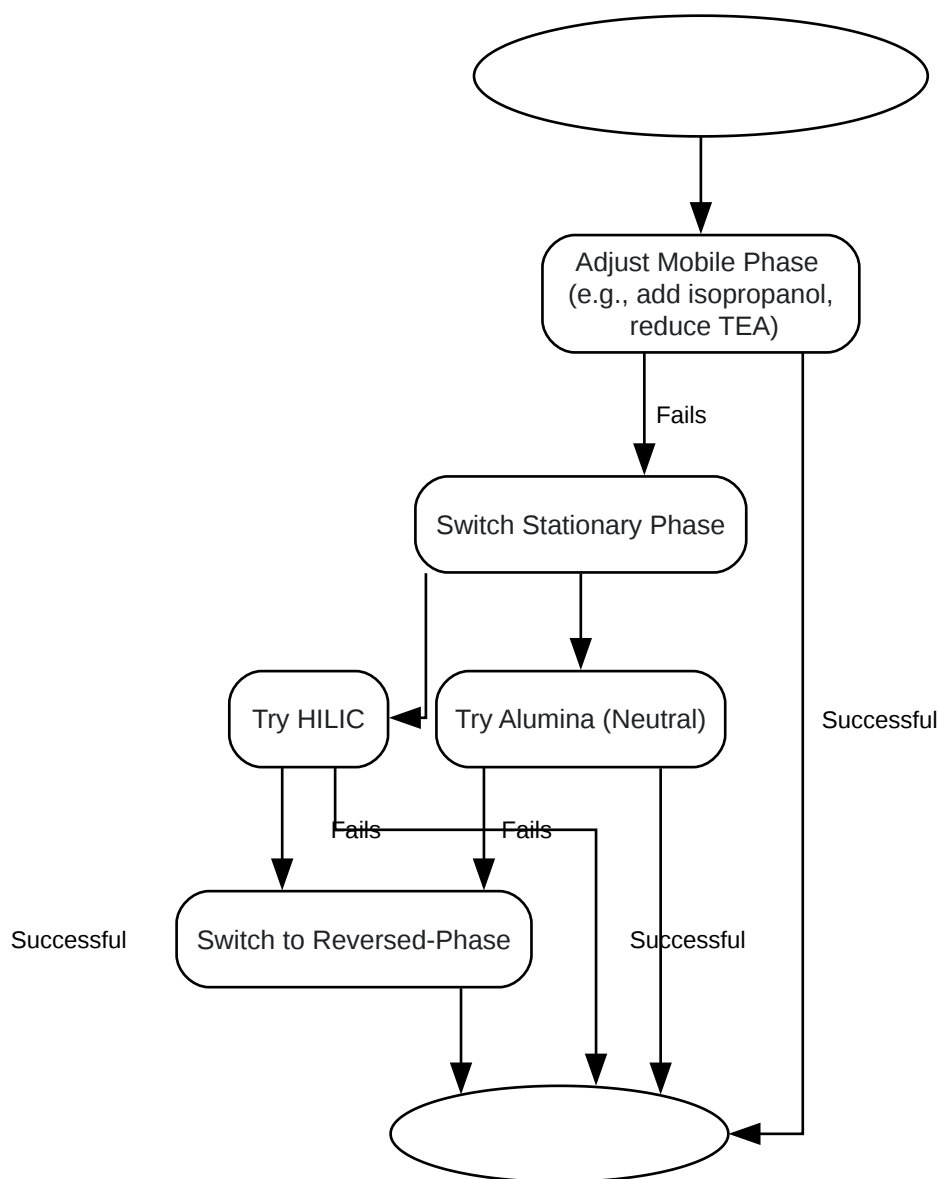 Adjust Mobile Phase
(e.g., add isopropanol,
reduce TEA)
Fails
Switch Stationary Phase
Try HILIC
Try Alumina (Neutral)
Successful
Fails
Fails
Successful
Switch to Reversed-Phase
Successful